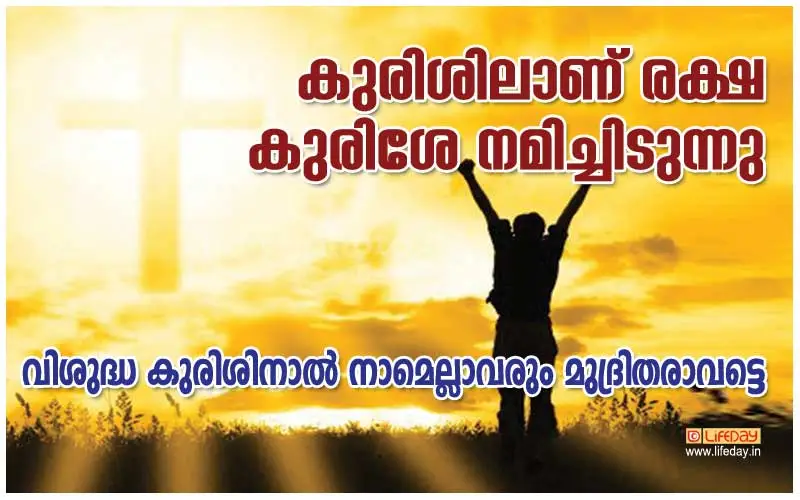 കുരിശിലാണ് രക്ഷ
കുരിശേ നമിച്ചിടുന്നു
വിശുദ്ധ കുരിശിനാൽ നാമെല്ലാവരും മുദ്രിതരാവട്ടെ
© LiFEDAY
www.lifeday.in